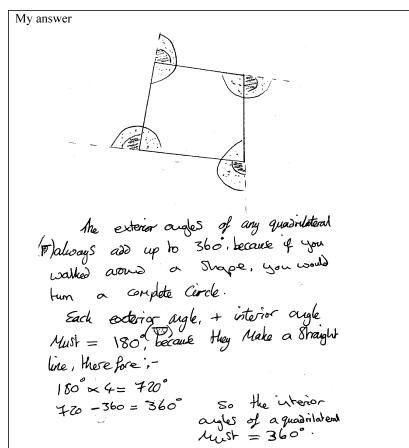 My answer
The exterior angles of any quadrilateral
always add up to 360°, because if you
walked around a shape, you would
turn a complete circle.
Each exterior angle, + interior angle
Must = 180°, because they Make a straight
line, therefore;-
180° × 4 = 720°
720 - 360 = 360° so the interior
angles of a quadrilateral
must = 360°.